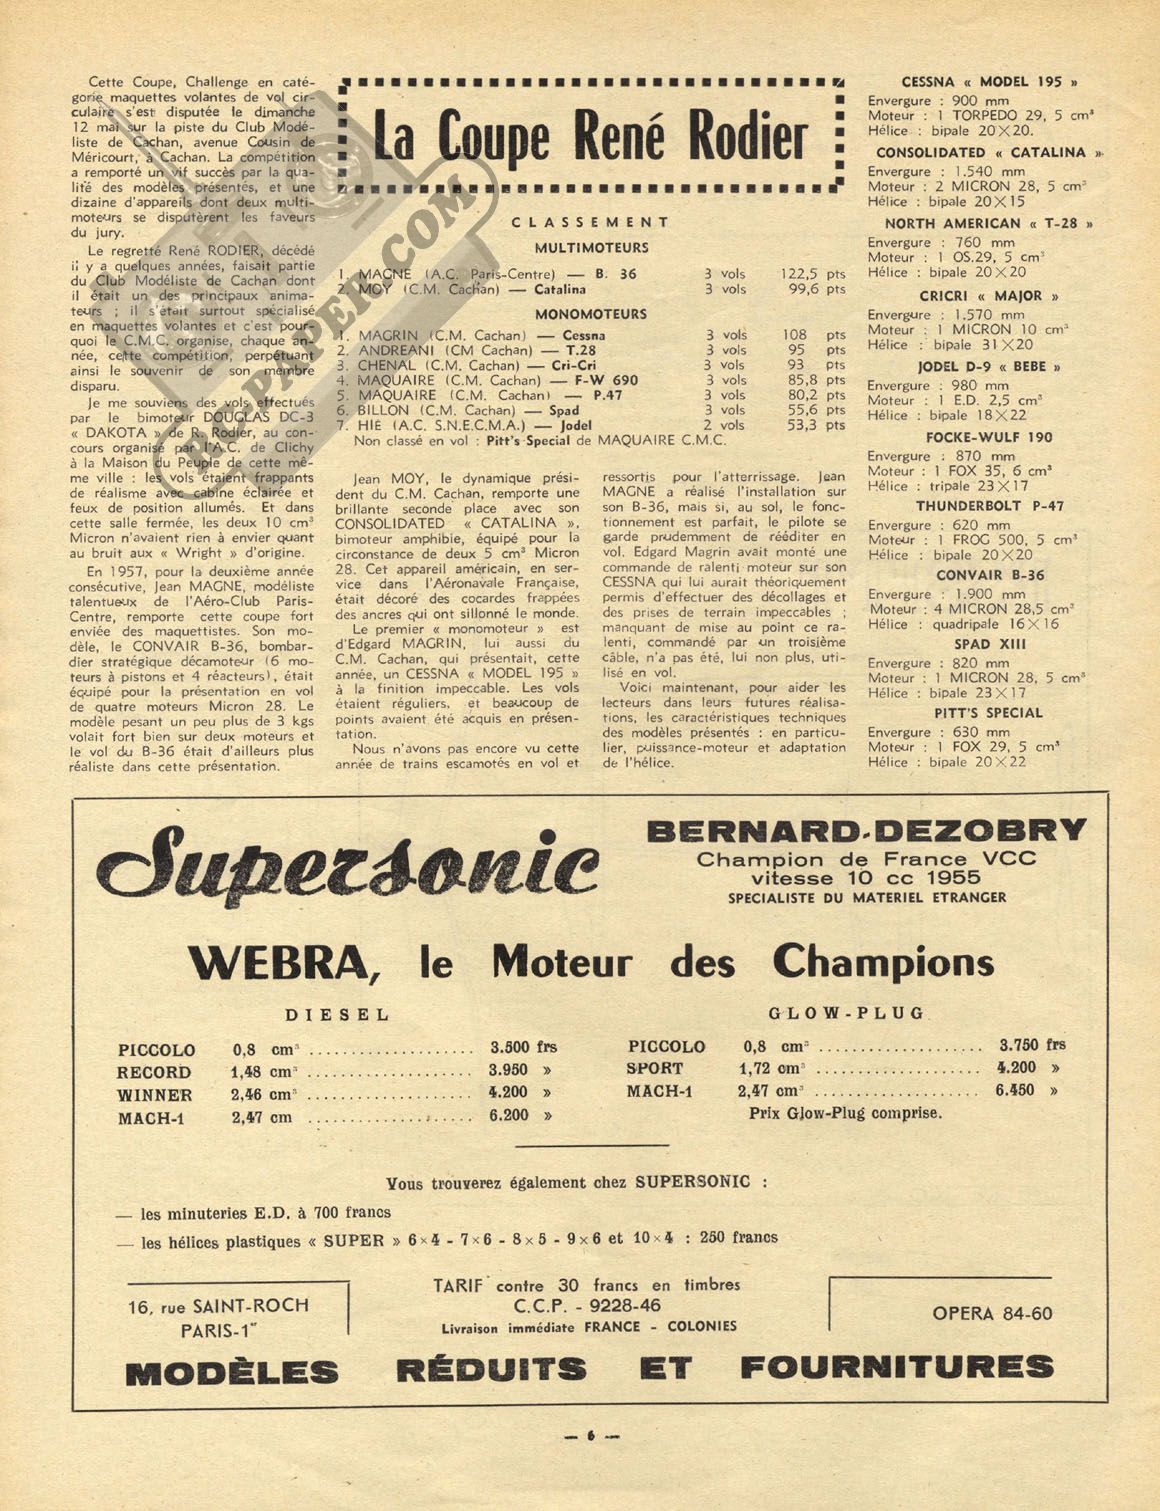 Cette Coupe, Challenge en caté-
gorie maquettes volantes de vol cir-
culaire s'est disputée le dimanche
12 mai sur la piste du Club Modé-
liste de Cachan, avenue Cousin de
Méricourt, à Cachan. La compétition
a remporté un vif succès par la qua-
lité des modèles présentés, et une
dizaine d'appareils dont deux multi-
moteurs se disputèrent les faveurs
du jury.
Le regretté René RODIER, décédé
il y a quelques années, faisait partie
du Club Modéliste de Cachan dont
il était un des principaux anima-
teurs ; il s'était surtout spécialisé
en maquettes volantes et c'est pour-
quoi le C.M.C. organise, chaque an-
née, cette compétition, perpétuant
ainsi le souvenir de son membre
disparu.
Je me souviens des vols effectués
par le bimoteur DOUGLAS DC-3
« DAKOTA » de R. Rodier, au con-
cours organisé par l'A.C. de Clichy
à la Maison du Peuple de cette mê-
me ville : les vols étaient frappants
de réalisme avec cabine éclairée et
feux de position allumés. Et dans
cette salle fermée, les deux 10 cm³
Micron n'avaient rien à envier quant
au bruit aux « Wright » d'origine.
En 1957, pour la deuxième année
consécutive, Jean MAGNE, modéliste
talentueux de l'Aéro-Club Paris-
Centre, remporte cette coupe fort
enviée des maquettistes. Son mo-
dèle, le CONVAIR B-36, bombar-
dier stratégique décamoteur (6 mo-
teurs à pistons et 4 réacteurs), était
équipé pour la présentation en vol
de quatre moteurs Micron 28. Le
modèle pesant un peu plus de 3 kgs
volait fort bien sur deux moteurs et
le vol du B-36 était d'ailleurs plus
réaliste dans cette présentation.
La Coupe René Rodier
CLASSEMENT
MULTIMOTEURS
1. MAGNE (A.C. Paris-Centre) — B. 36 3 vols 122,5 pts
2. MOY (C.M. Cachan) — Catalina 3 vols 99,6 pts
MONOMOTEURS
1. MAGRIN (C.M. Cachan) — Cessna 3 vols 108 pts
2. ANDREANI (CM Cachan) — T.28 3 vols 95 pts
3. CHENAL (C.M. Cachan) — Cri-Cri 3 vols 93 pts
4. MAQUAIRE (C.M. Cachan) — F-W 690 3 vols 85,8 pts
5. MAQUAIRE (C.M. Cachan) — P.47 3 vols 80,2 pts
6. BILLON (C.M. Cachan) — Spad 3 vols 55,6 pts
7. HIE (A.C. S.N.E.C.M.A.) — Jodel 2 vols 53,3 pts
Non classé en vol : Pitt's Special de MAQUAIRE C.M.C.
Jean MOY, le dynamique prési-
dent du C.M. Cachan, remporte une
brillante seconde place avec son
CONSOLIDATED « CATALINA »,
bimoteur amphibie, équipé pour la
circonstance de deux 5 cm³ Micron
28. Cet appareil américain, en ser-
vice dans l'Aéronavale Française,
était décoré des cocardes frappées
des ancres qui ont sillonné le monde.
Le premier « monomoteur » est
d'Edgard MAGRIN, lui aussi du
C.M. Cachan, qui présentait, cette
année, un CESSNA « MODEL 195 »
à la finition impeccable. Les vols
étaient réguliers, et beaucoup de
points avaient été acquis en présen-
tation.
Nous n'avons pas encore vu cette
année de trains escamotés en vol et
ressortis pour l'atterrissage. Jean
MAGNE a réalisé l'installation sur
son B-36, mais si, au sol, le fonc-
tionnement est parfait, le pilote se
garde prudemment de rééditer en
vol. Edgard Magrin avait monté une
commande de ralenti moteur sur son
CESSNA qui lui aurait théoriquement
permis d'effectuer des décollages et
des prises de terrain impeccables ;
manquant de mise au point ce ra-
lenti, commandé par un troisième
câble, n'a pas été, lui non plus, uti-
lisé en vol.
Voici maintenant, pour aider les
lecteurs dans leurs futures réalisa-
tions, les caractéristiques techniques
des modèles présentés : en particu-
lier, puissance-moteur et adaptation
de l'hélice.
CESSNA « MODEL 195 »
Envergure : 900 mm
Moteur : 1 TORPEDO 29, 5 cm³
Hélice : bipale 20×20.
CONSOLIDATED « CATALINA »
Envergure : 1.540 mm
Moteur : 2 MICRON 28, 5 cm³
Hélice : bipale 20×15
NORTH AMERICAN « T-28 »
Envergure : 760 mm
Moteur : 1 OS.29, 5 cm³
Hélice : bipale 20×20
CRICRI « MAJOR »
Envergure : 1.570 mm
Moteur : 1 MICRON 10 cm³
Hélice : bipale 31×20
JODEL D-9 « BEBE »
Envergure : 980 mm
Moteur : 1 E.D. 2,5 cm³
Hélice : bipale 18×22
FOCKE-WULF 190
Envergure : 870 mm
Moteur : 1 FOX 35, 6 cm³
Hélice : tripale 23×17
THUNDERBOLT P-47
Envergure : 620 mm
Moteur : 1 FROG 500, 5 cm³
Hélice : bipale 20×20
CONVAIR B-36
Envergure : 1.900 mm
Moteur : 4 MICRON 28,5 cm³
Hélice : quadripale 16×16
SPAD XIII
Envergure : 820 mm
Moteur : 1 MICRON 28, 5 cm³
Hélice : bipale 23×17
PITT'S SPECIAL
Envergure : 630 mm
Moteur : 1 FOX 29, 5 cm³
Hélice : bipale 20×22
RC-PAPER.COM
Supersonic
BERNARD-DEZOBRY
Champion de France VCC
vitesse 10 cc 1955
SPECIALISTE DU MATERIEL ETRANGER
WEBRA, le Moteur des Champions
DIESEL
PICCOLO 0,8 cm³ .................... 3.500 frs
RECORD 1,48 cm³ .................... 3.950 »
WINNER 2,46 cm³ .................... 4.200 »
MACH-1 2,47 cm .................... 6.200 »
GLOW-PLUG
PICCOLO 0,8 cm³ .................... 3.750 frs
SPORT 1,72 cm³ .................... 4.200 »
MACH-1 2,47 cm³ .................... 6.450 »
Prix Glow-Plug comprise.
Vous trouverez également chez SUPERSONIC :
— les minuteries E.D. à 700 francs
— les hélices plastiques « SUPER » 6×4 - 7×6 - 8×5 - 9×6 et 10×4 : 250 francs
16, rue SAINT-ROCH
PARIS-1er
TARIF contre 30 francs en timbres
C.C.P. - 9228-46
Livraison immédiate FRANCE - COLONIES
OPERA 84-60
MODÈLES RÉDUITS ET FOURNITURES
— 6 —